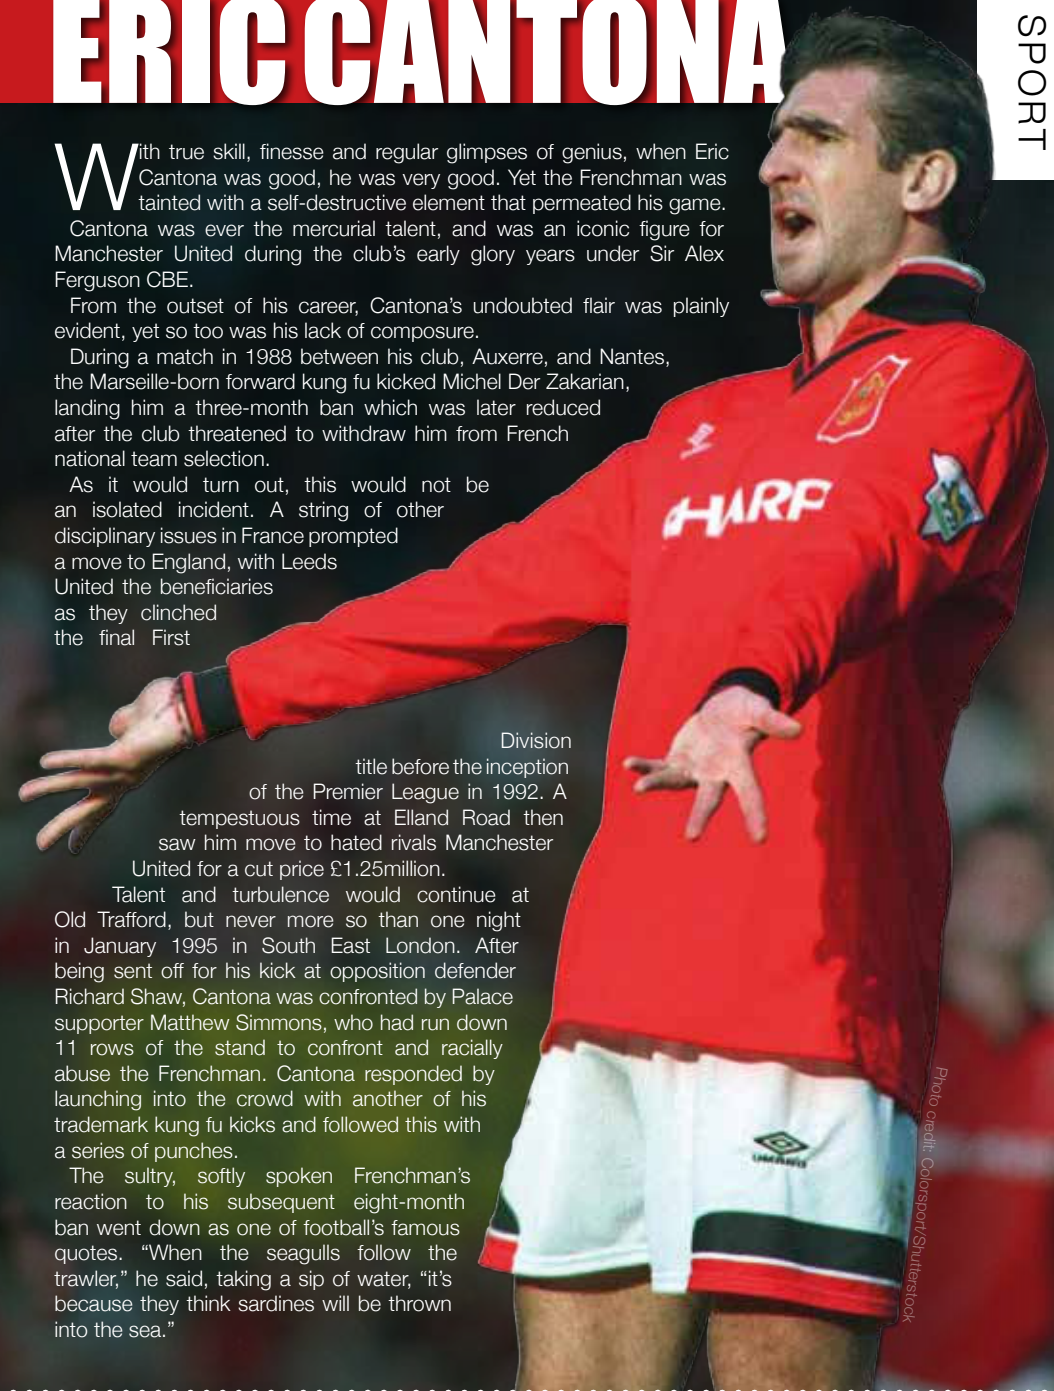 ERIC CANTONA
SPORT
With true skill, finesse and regular glimpses of genius, when Eric
Cantona was good, he was very good. Yet the Frenchman was
tainted with a self-destructive element that permeated his game.
Cantona was ever the mercurial talent, and was an iconic figure for
Manchester United during the club's early glory years under Sir Alex
Ferguson CBE.
From the outset of his career, Cantona's undoubted flair was plainly
evident, yet so too was his lack of composure.
During a match in 1988 between his club, Auxerre, and Nantes,
the Marseille-born forward kung fu kicked Michel Der Zakarian,
landing him a three-month ban which was later reduced
after the club threatened to withdraw him from French
national team selection.
As it would turn out, this would not be
an isolated incident. A string of other
disciplinary issues in France prompted
a move to England, with Leeds
United the beneficiaries
as they clinched
the final First
Division
title before the inception
of the Premier League in 1992. A
tempestuous time at Elland Road then
saw him move to hated rivals Manchester
United for a cut price £1.25million.
Talent and turbulence would continue at
Old Trafford, but never more so than one night
in January 1995 in South East London. After
being sent off for his kick at opposition defender
Richard Shaw, Cantona was confronted by Palace
supporter Matthew Simmons, who had run down
11 rows of the stand to confront and racially
abuse the Frenchman. Cantona responded by
launching into the crowd with another of his
trademark kung fu kicks and followed this with
a series of punches.
The sultry, softly spoken Frenchman's
reaction to his subsequent eight-month
ban went down as one of football's famous
quotes. “When the seagulls follow the
trawler,” he said, taking a sip of water, “it's
because they think sardines will be thrown
into the sea.”
SHARP
UMBRO
Photo credit: Colorsport/Shutterstock